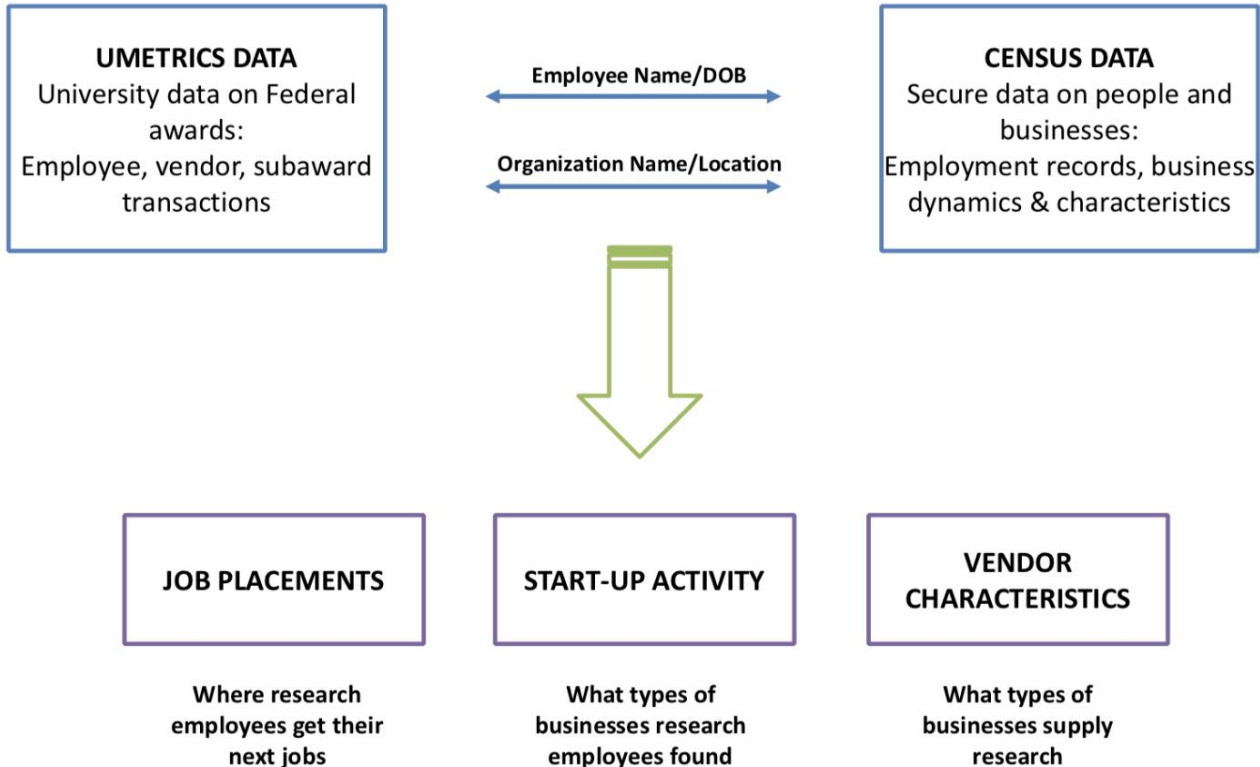 UMETRICS DATA
University data on Federal
awards:
Employee, vendor, subaward
transactions
Employee Name/DOB
Organization Name/Location
CENSUS DATA
Secure data on people and
businesses:
Employment records, business
dynamics & characteristics
JOB PLACEMENTS
START-UP ACTIVITY
VENDOR
CHARACTERISTICS
Where research
employees get their
next jobs
What types of
businesses research
employees found
What types of
businesses supply
research